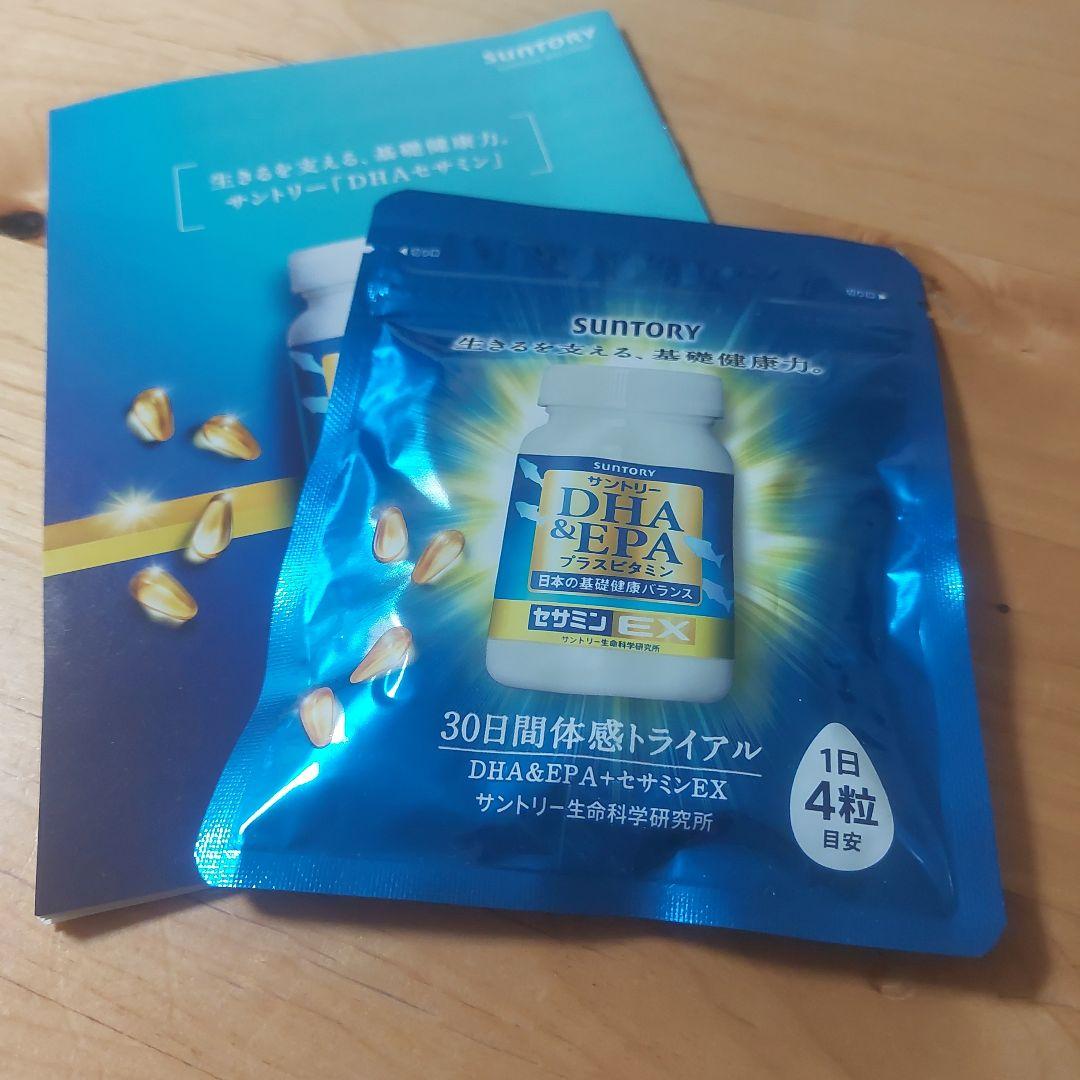 SUNTORY
生きるを支える、基礎健康力。
サントリー「DHAセサミン」
切り口
切り口
SUNTORY
生きるを支える、基礎健康力。
SUNTORY
サントリー
DHA
&EPA
プラスビタミン
日本の基礎健康バランス
セサミンEX
サントリー生命科学研究所
30日間体感トライアル
DHA&EPA+セサミンEX
サントリー生命科学研究所
1日
4粒
目安